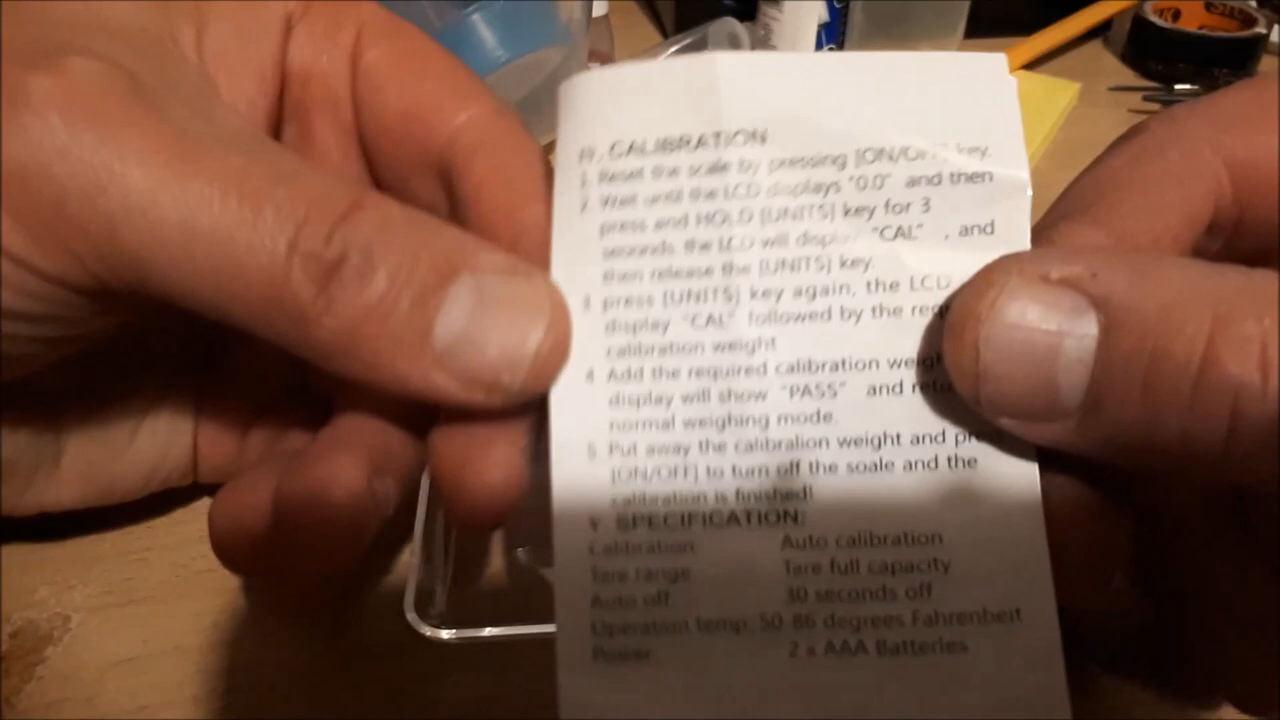 IV. CALIBRATION
1 Reset the scale by pressing [ON/OFF] key.
2. Wait until the LCD displays "0.0" and then
press and HOLD [UNITS] key for 3
seconds the LCD will display "CAL" , and
then release the [UNITS] key.
3 press [UNITS] key again, the LCD
display "CAL" followed by the
calibration weight
4 Add the required calibration
display will show "PASS" and
normal weighing mode.
5 Put away the calibration weight and
[ON/OFF] to turn off the soale and the
calibration is finished!
V. SPECIFICATION:
Calibration Auto calibration
Tare range Tare full capacity
Auto off 30 seconds off
Operation temp: 50-86 degrees Fahrenheit
Power 2 x AAA Batteries